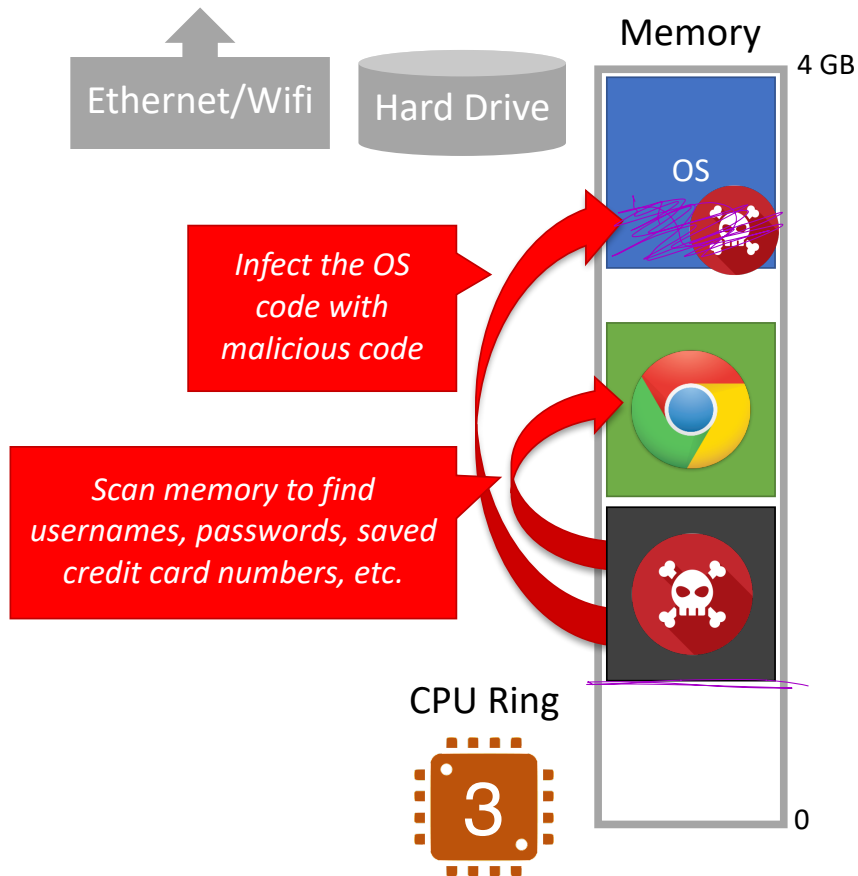 Memory
4 GB
Ethernet/Wifi
Hard Drive
OS
Infect the OS
code with
malicious code
Scan memory to find
usernames, passwords, saved
credit card numbers, etc.
CPU Ring
3
0